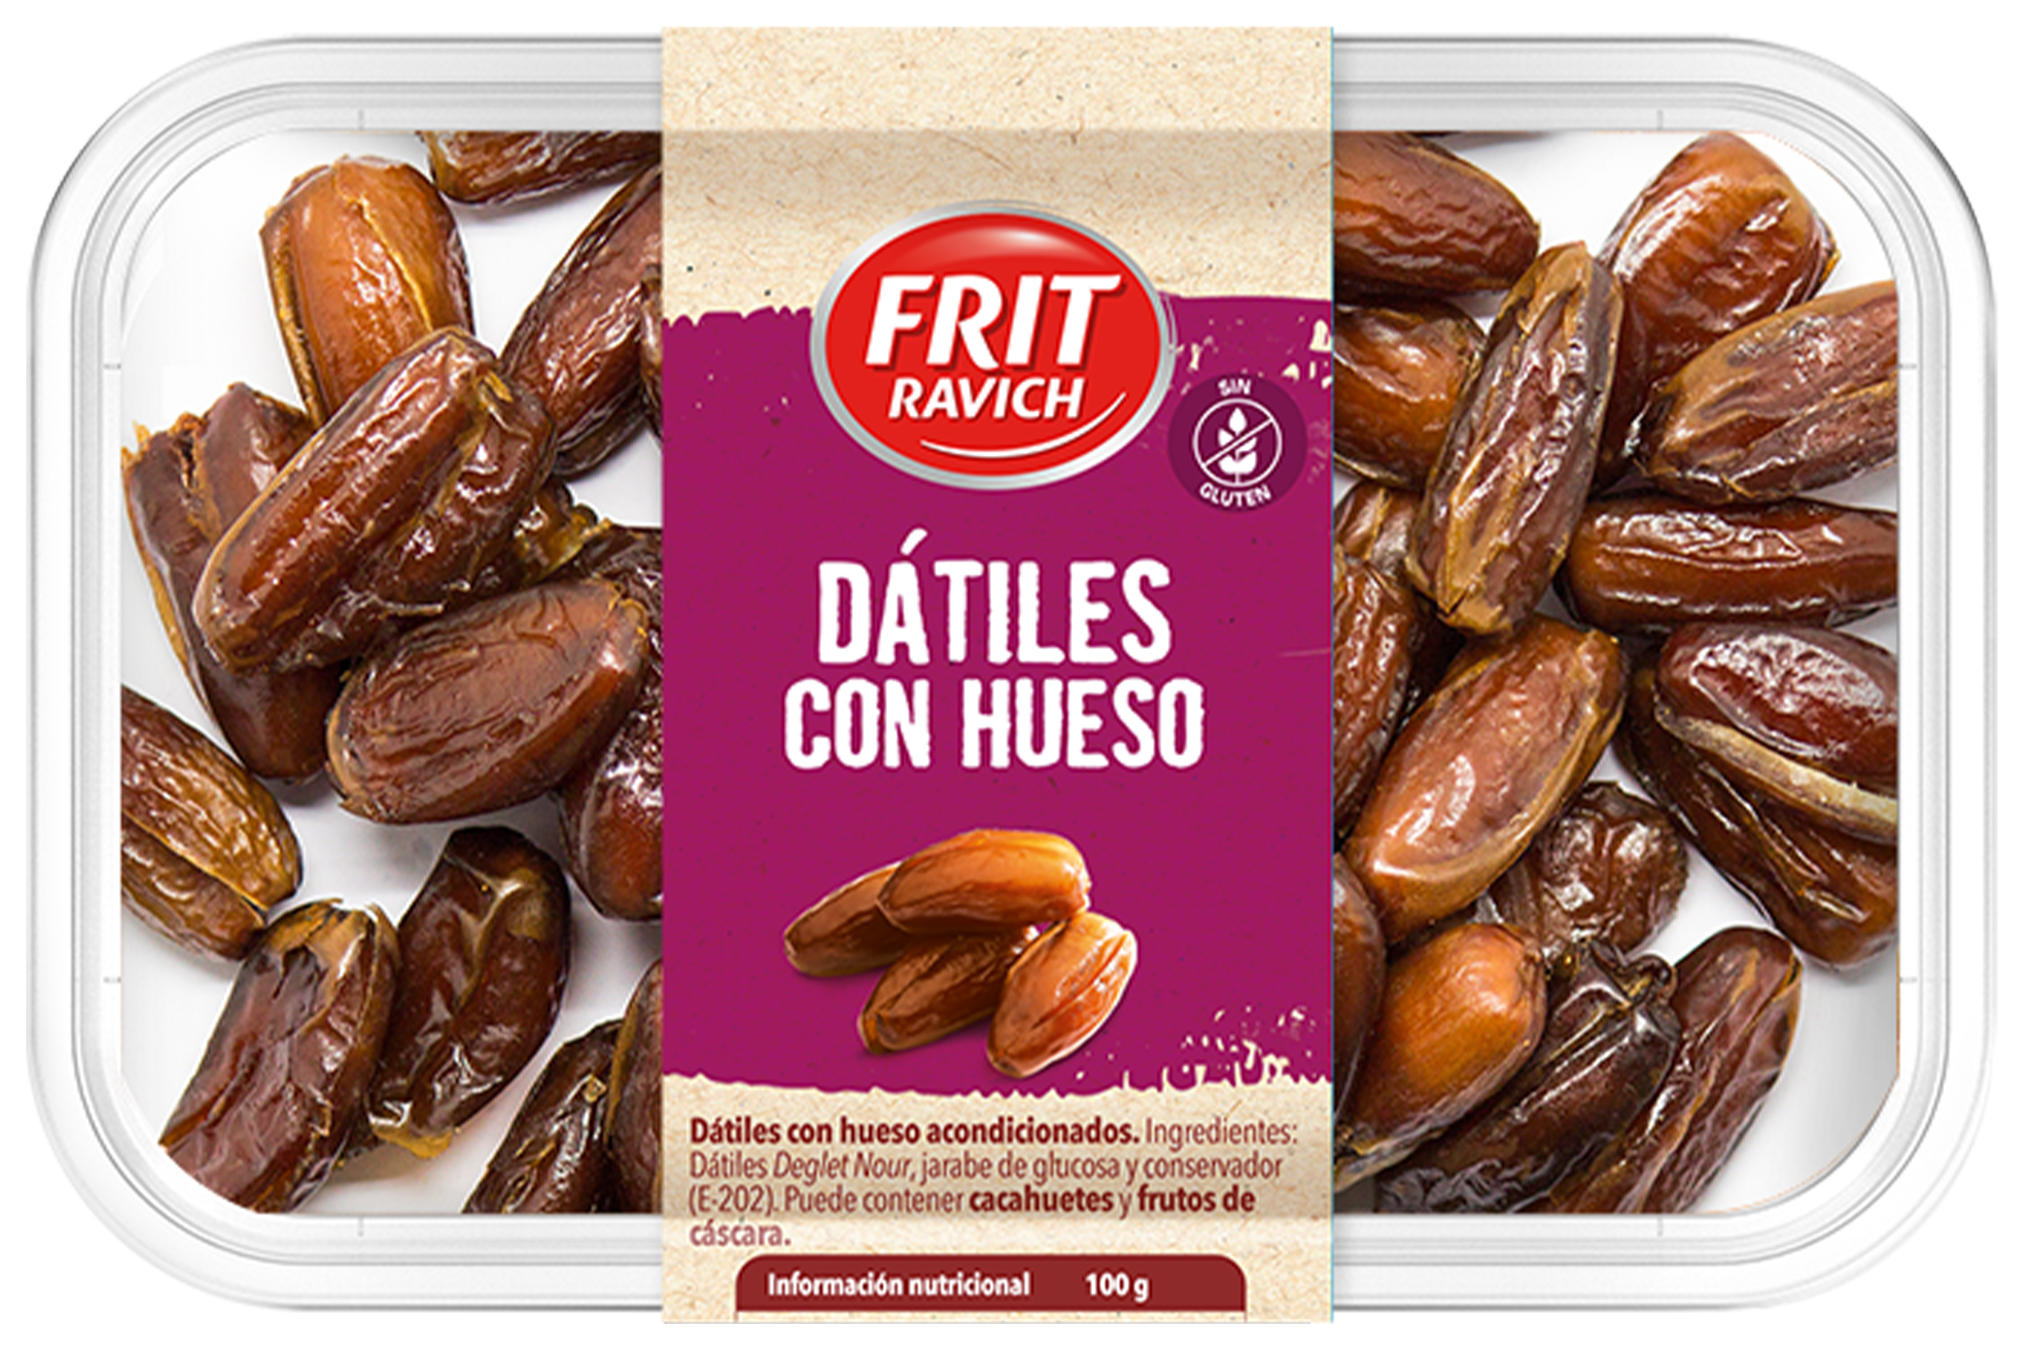 FRIT
RAVICH
SIN
GLUTEN
DÁTILES
CON HUESO
Dátiles con hueso acondicionados. Ingredientes:
Dátiles Deglet Nour, jarabe de glucosa y conservador
(E-202). Puede contener cacahuetes y frutos de
cáscara.
Información nutricional 100 g